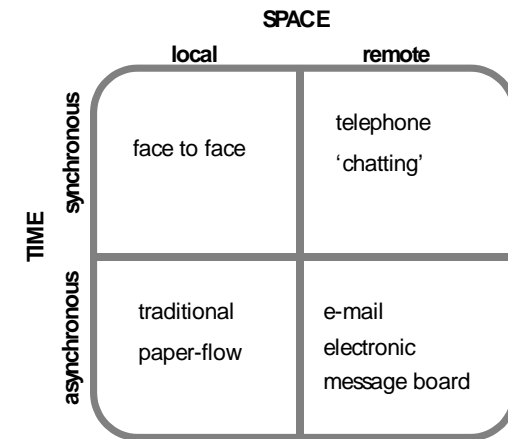 SPACE
local
remote
TIME
synchronous
face to face
telephone
‘chatting’
asynchronous
traditional
paper-flow
e-mail
electronic
message board